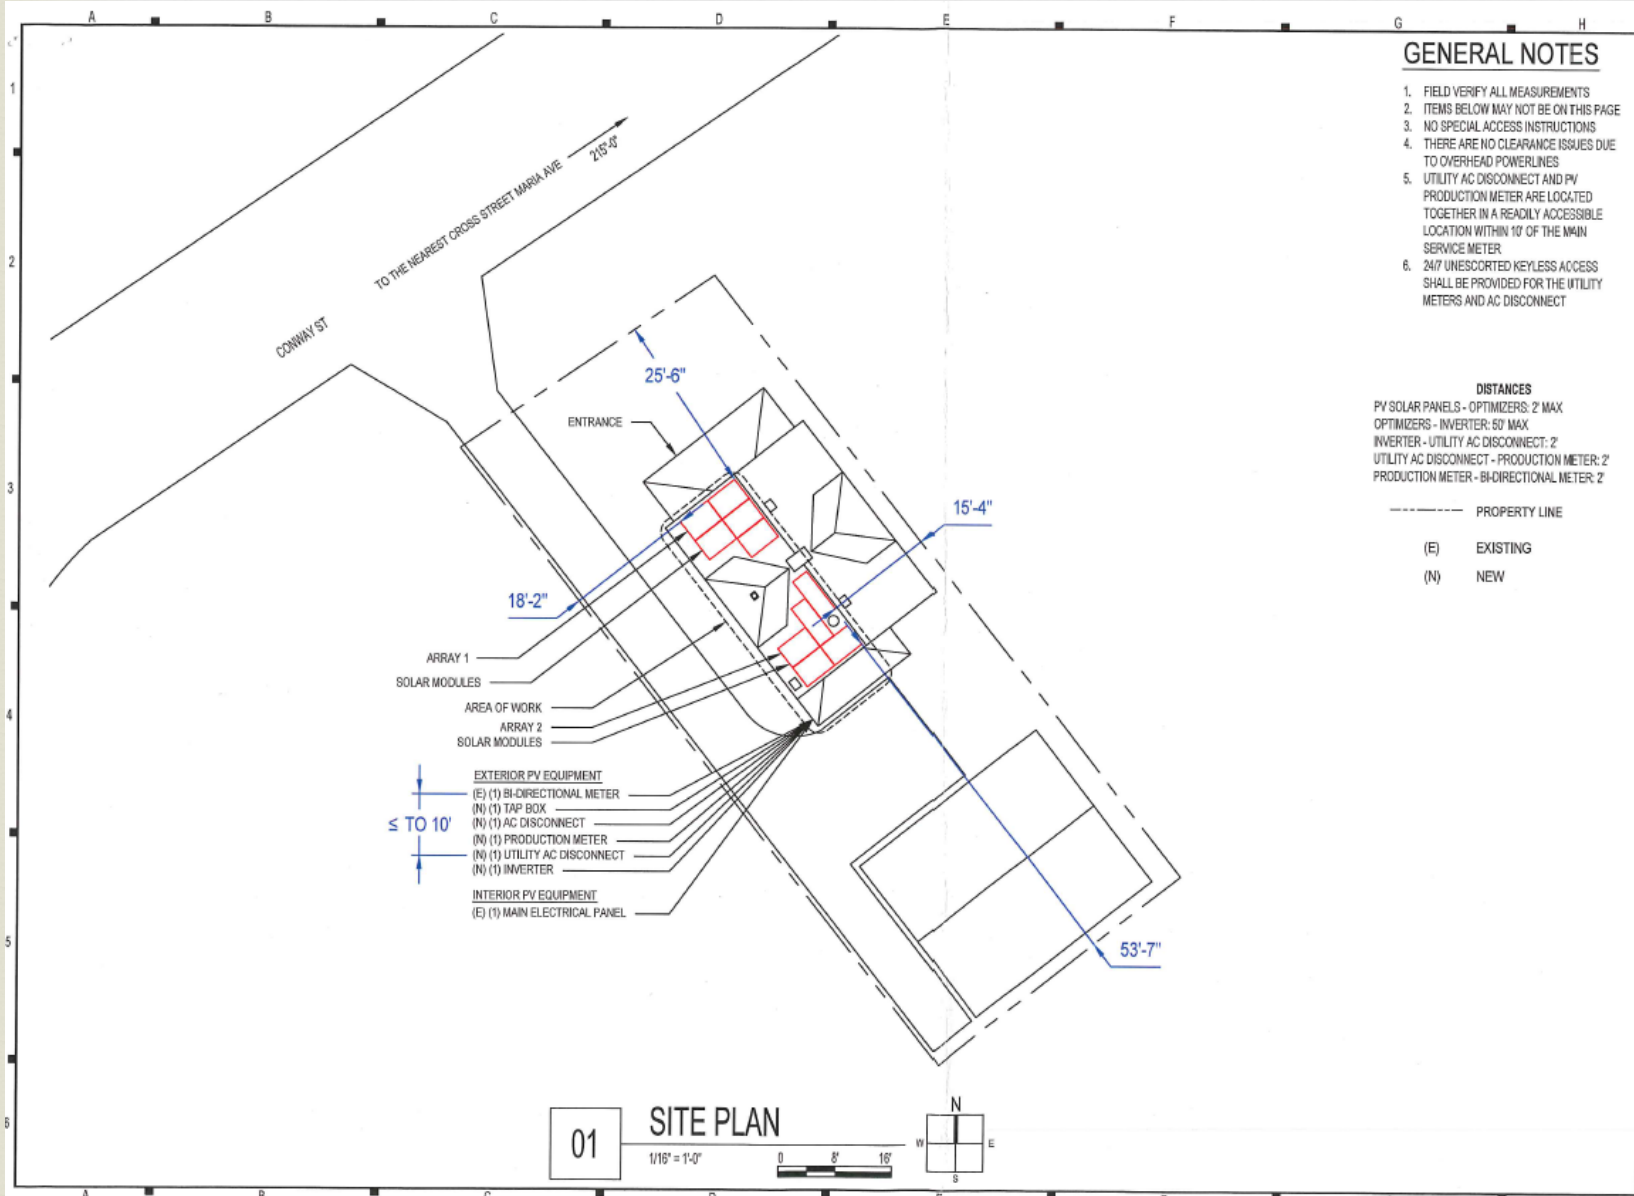 A B C D E F G H
1
2
3
4
5
6
GENERAL NOTES
1. FIELD VERIFY ALL MEASUREMENTS
2. ITEMS BELOW MAY NOT BE ON THIS PAGE
3. NO SPECIAL ACCESS INSTRUCTIONS
4. THERE ARE NO CLEARANCE ISSUES DUE
TO OVERHEAD POWERLINES
5. UTILITY AC DISCONNECT AND PV
PRODUCTION METER ARE LOCATED
TOGETHER IN A READILY ACCESSIBLE
LOCATION WITHIN 10' OF THE MAIN
SERVICE METER
6. 24/7 UNESCORTED KEYLESS ACCESS
SHALL BE PROVIDED FOR THE UTILITY
METERS AND AC DISCONNECT
DISTANCES
PV SOLAR PANELS - OPTIMIZERS: 2' MAX
OPTIMIZERS - INVERTER: 50' MAX
INVERTER - UTILITY AC DISCONNECT: 2'
UTILITY AC DISCONNECT - PRODUCTION METER: 2'
PRODUCTION METER - BI-DIRECTIONAL METER: 2'
PROPERTY LINE
(E) EXISTING
(N) NEW
TO THE NEAREST CROSS STREET MARIA AVE
215'-0"
CONWAY ST
25'-6"
ENTRANCE
15'-4"
18'-2"
ARRAY 1
SOLAR MODULES
AREA OF WORK
ARRAY 2
SOLAR MODULES
EXTERIOR PV EQUIPMENT
(E) (1) BI-DIRECTIONAL METER
(N) (1) TAP BOX
(N) (1) AC DISCONNECT
(N) (1) PRODUCTION METER
(N) (1) UTILITY AC DISCONNECT
(N) (1) INVERTER
≤ TO 10'
INTERIOR PV EQUIPMENT
(E) (1) MAIN ELECTRICAL PANEL
53'-7"
01
SITE PLAN
1/16" = 1'-0"
0 8' 16'
N
W E
S